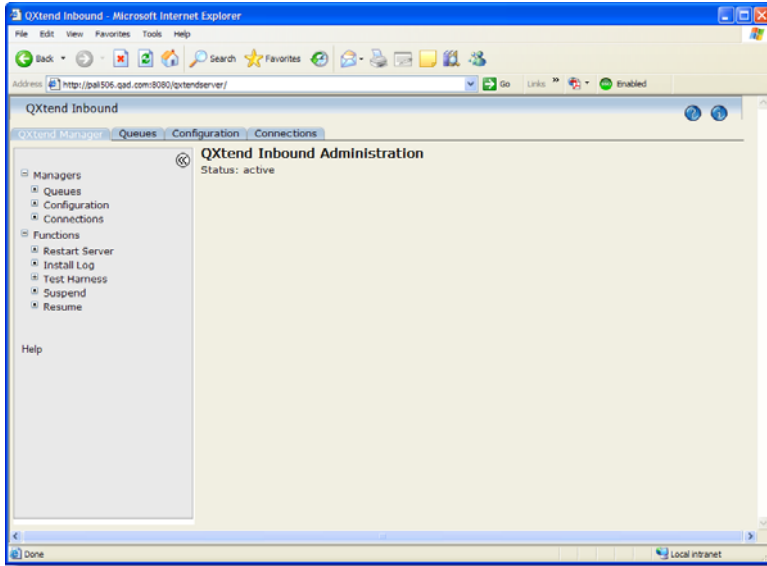 QXtend Inbound - Microsoft Internet Explorer
File Edit View Favorites Tools Help
Back Search Favorites
Address http://pali506.qad.com:8080/qxtendserver/ Go Links » Enabled
QXtend Inbound
QXtend Manager Queues Configuration Connections
QXtend Inbound Administration
Status: active
Managers
Queues
Configuration
Connections
Functions
Restart Server
Install Log
Test Harness
Suspend
Resume
Help
Done Local intranet